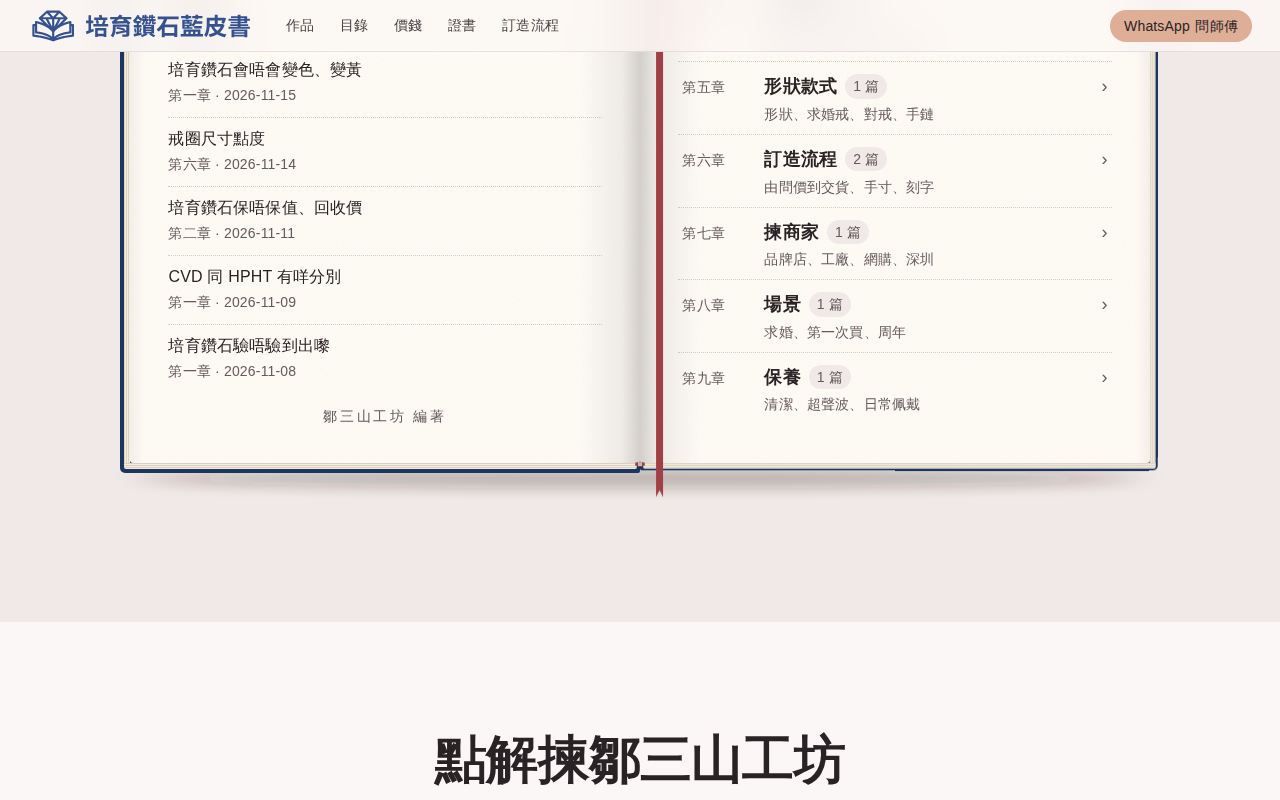 培育鑽石藍皮書
作品
目錄
價錢
證書
訂造流程
WhatsApp 問師傅
培育鑽石會唔會變色、變黃
第一章 · 2026-11-15
戒圈尺寸點度
第六章 · 2026-11-14
培育鑽石保唔保值、回收價
第二章 · 2026-11-11
CVD 同 HPHT 有咩分別
第一章 · 2026-11-09
培育鑽石驗唔驗到出嚟
第一章 · 2026-11-08
鄒三山工坊 編著
第五章 形狀款式 1 篇 ›
形狀、求婚戒、對戒、手鏈
第六章 訂造流程 2 篇 ›
由問價到交貨、手寸、刻字
第七章 揀商家 1 篇 ›
品牌店、工廠、網購、深圳
第八章 場景 1 篇 ›
求婚、第一次買、周年
第九章 保養 1 篇 ›
清潔、超聲波、日常佩戴
點解揀鄒三山工坊